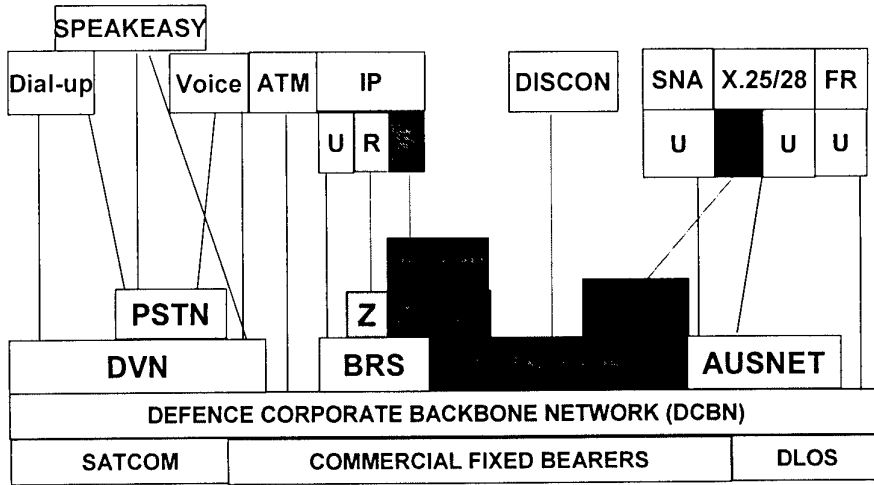 SPEAKEASY
Dial-up Voice ATM IP DISCON SNA X.25/28 FR
U R U U U
PSTN Z
DVN BRS AUSNET
DEFENCE CORPORATE BACKBONE NETWORK (DCBN)
SATCOM COMMERCIAL FIXED BEARERS DLOS